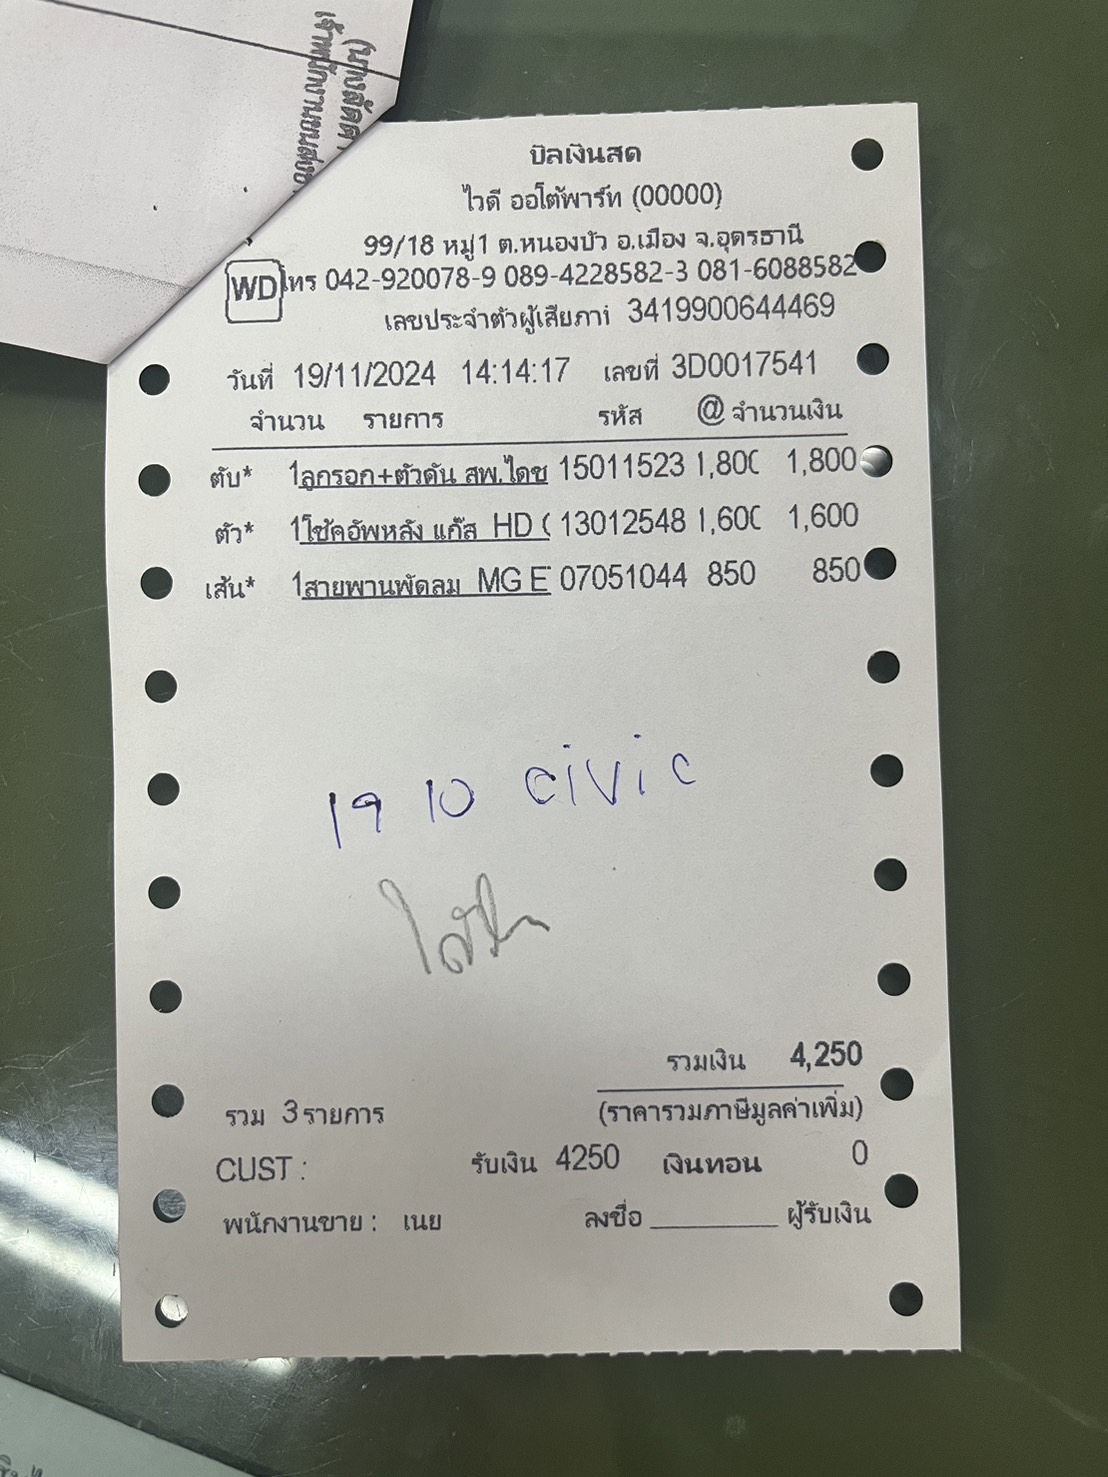 บิลเงินสด
ไวดี ออโต้พาร์ท (00000)
99/18 หมู่1 ต.หนองบัว อ.เมือง จ.อุดรธานี
WD โทร 042-920078-9 089-4228582-3 081-6088582
เลขประจำตัวผู้เสียภาษี 3419900644469
วันที่ 19/11/2024 14:14:17 เลขที่ 3D0017541
จำนวน รายการ รหัส @ จำนวนเงิน
ตับ* 1ลูกรอก+ตัวดัน สพ.ไดช 15011523 1,800 1,800
ตัว* 1โช้คอัพหลัง แก๊ส HD ( 13012548 1,600 1,600
เส้น* 1สายพานพัดลม MG E 07051044 850 850
19 10 civic
รวมเงิน 4,250
รวม 3รายการ (ราคารวมภาษีมูลค่าเพิ่ม)
CUST : รับเงิน 4250 เงินทอน 0
พนักงานขาย : เนย ลงชื่อ ________ ผู้รับเงิน